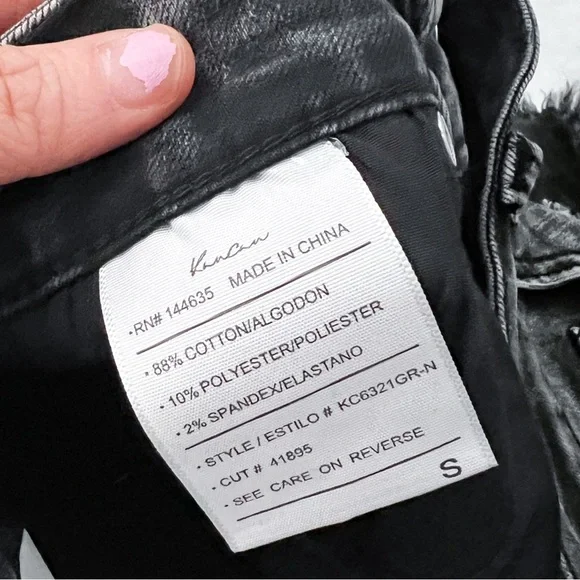 KanCan
•RN# 144635 MADE IN CHINA
• 88% COTTON/ALGODON
• 10% POLYESTER/POLIESTER
• 2% SPANDEX/ELASTANO
• STYLE / ESTILO # KC6321GR-N
• CUT # 41895
• SEE CARE ON REVERSE
S